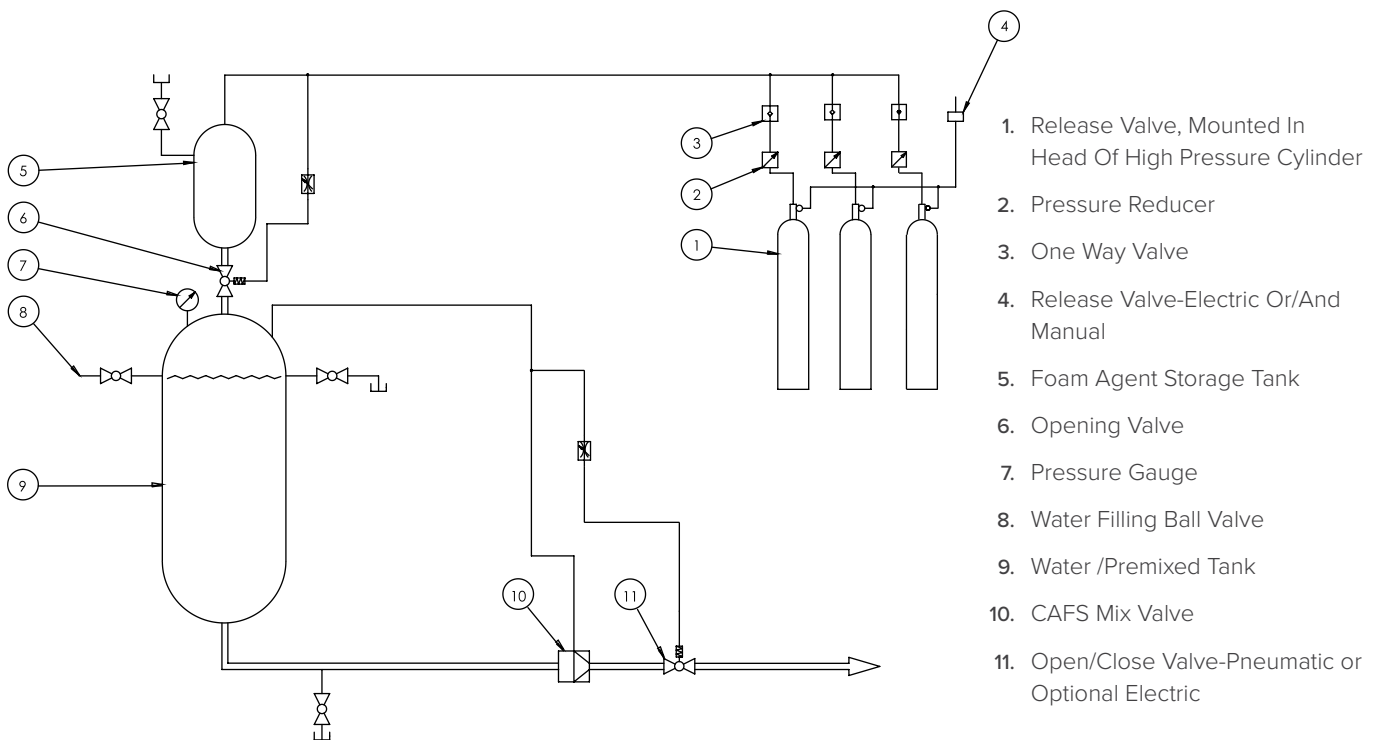 4
3
2
1
5
6
7
8
9
10
11
1. Release Valve, Mounted In
Head Of High Pressure Cylinder
2. Pressure Reducer
3. One Way Valve
4. Release Valve-Electric Or/And
Manual
5. Foam Agent Storage Tank
6. Opening Valve
7. Pressure Gauge
8. Water Filling Ball Valve
9. Water /Premixed Tank
10. CAFS Mix Valve
11. Open/Close Valve-Pneumatic or
Optional Electric